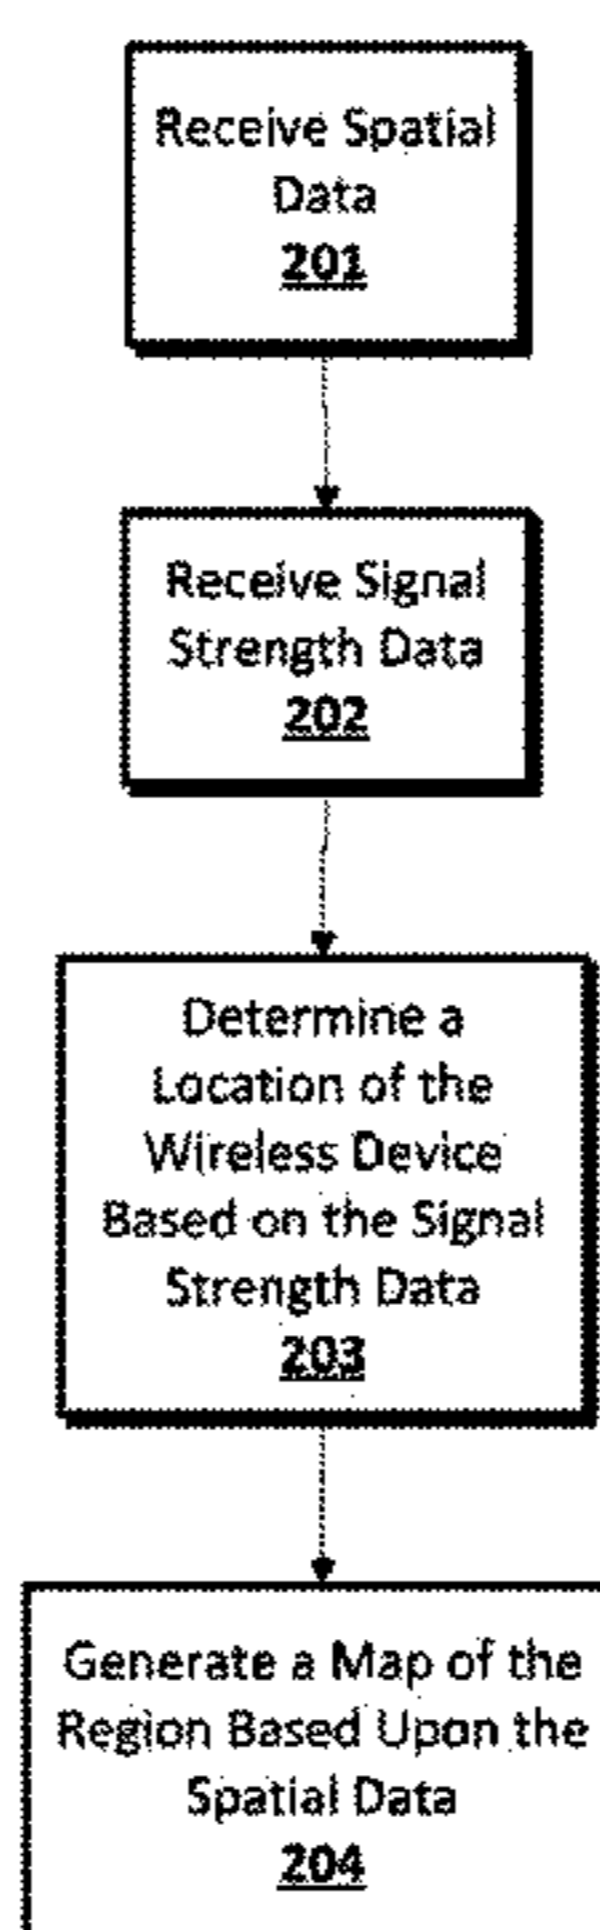 Receive Spatial
Data
201
Receive Signal
Strength Data
202
Determine a
Location of the
Wireless Device
Based on the Signal
Strength Data
203
Generate a Map of the
Region Based Upon the
Spatial Data
204